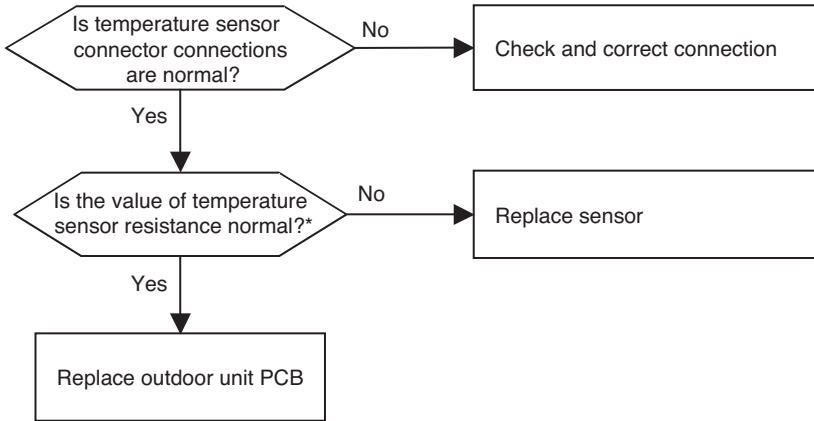 Is temperature sensor
connector connections
are normal?
No
Check and correct connection
Yes
Is the value of temperature
sensor resistance normal?*
No
Replace sensor
Yes
Replace outdoor unit PCB